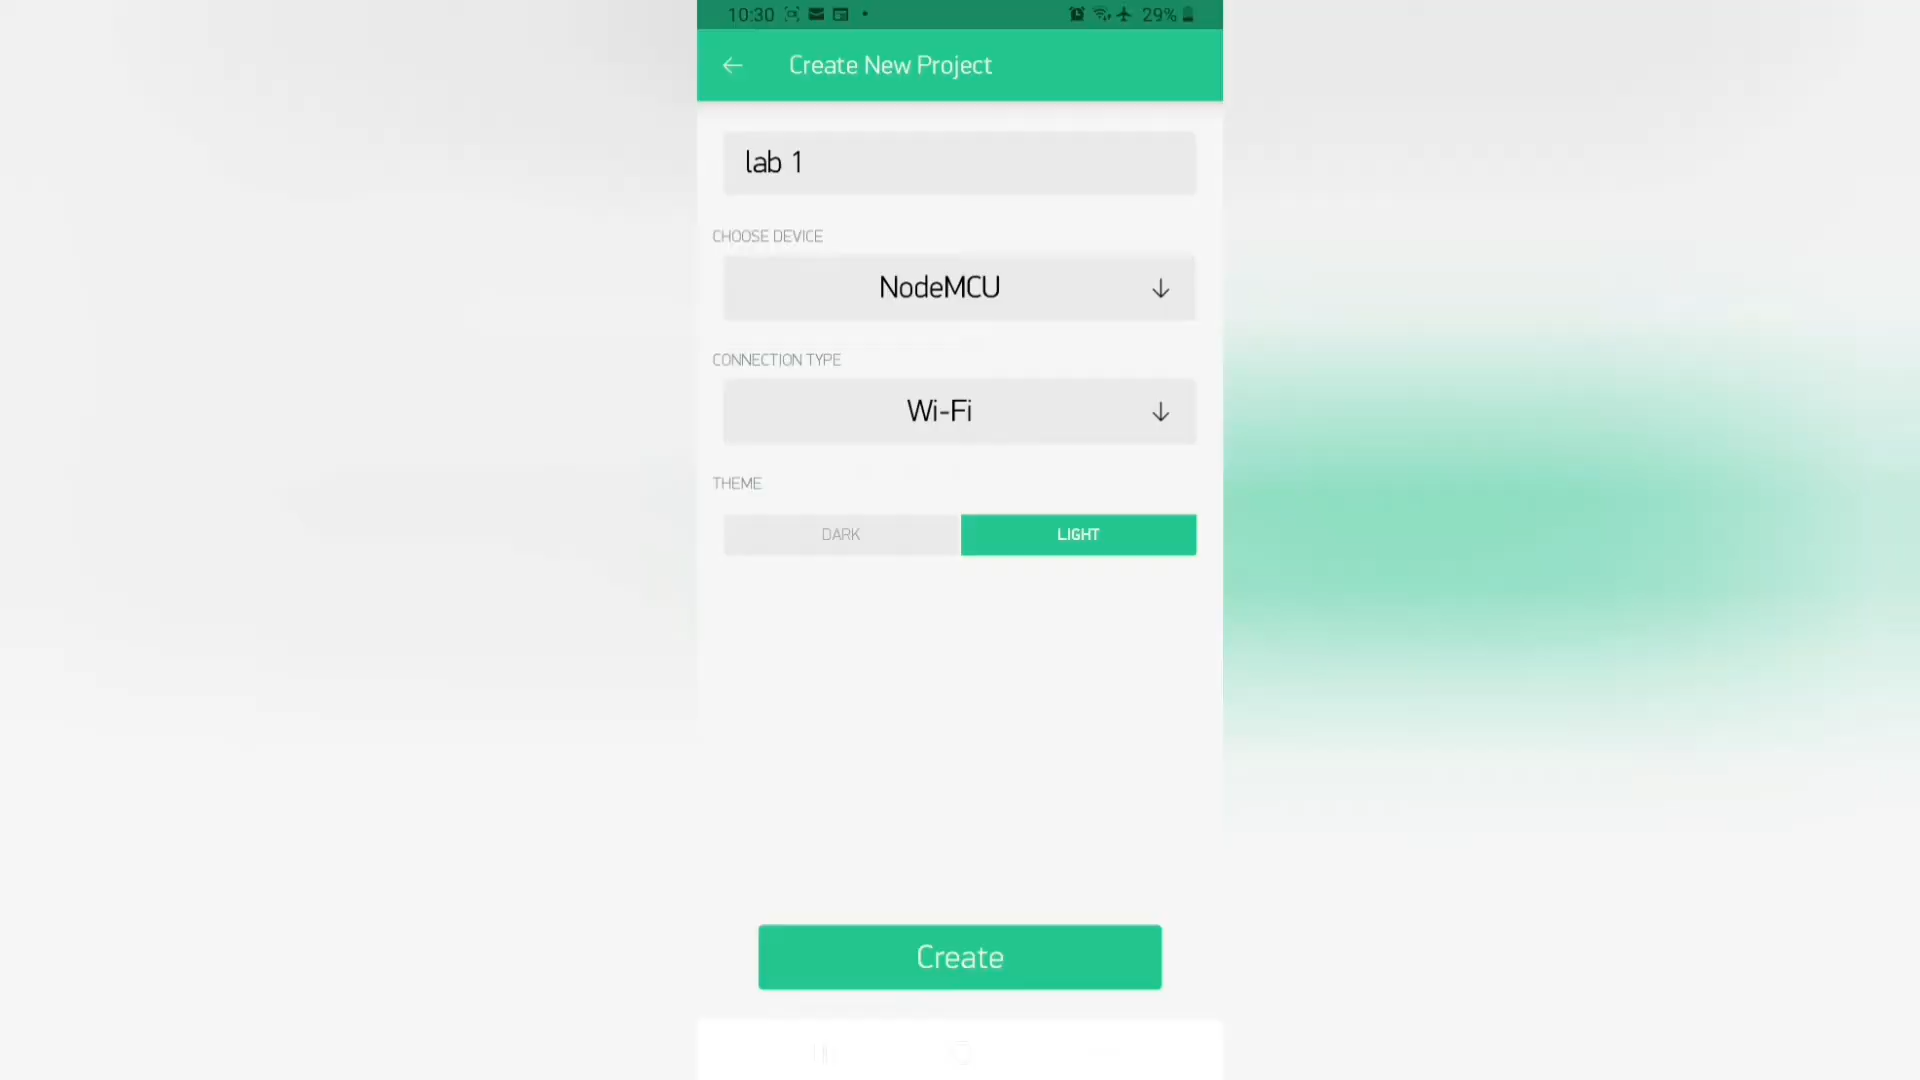 10:30 29%
Create New Project
lab 1
CHOOSE DEVICE
NodeMCU
CONNECTION TYPE
Wi-Fi
THEME
DARK LIGHT
Create